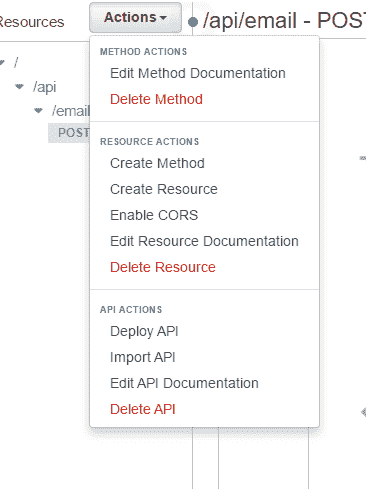 Resources
Actions
/api/email - POST
METHOD ACTIONS
/
Edit Method Documentation
/api
Delete Method
/email
POST
RESOURCE ACTIONS
Create Method
Create Resource
Enable CORS
Edit Resource Documentation
Delete Resource
API ACTIONS
Deploy API
Import API
Edit API Documentation
Delete API